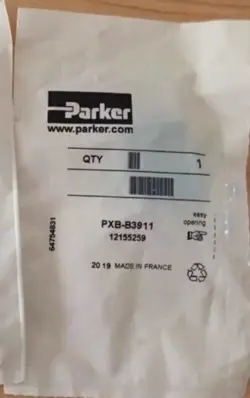 Parker
www.parker.com
QTY 1
PXB-B3911
12155259
easy
opening
64754831
2019 MADE IN FRANCE